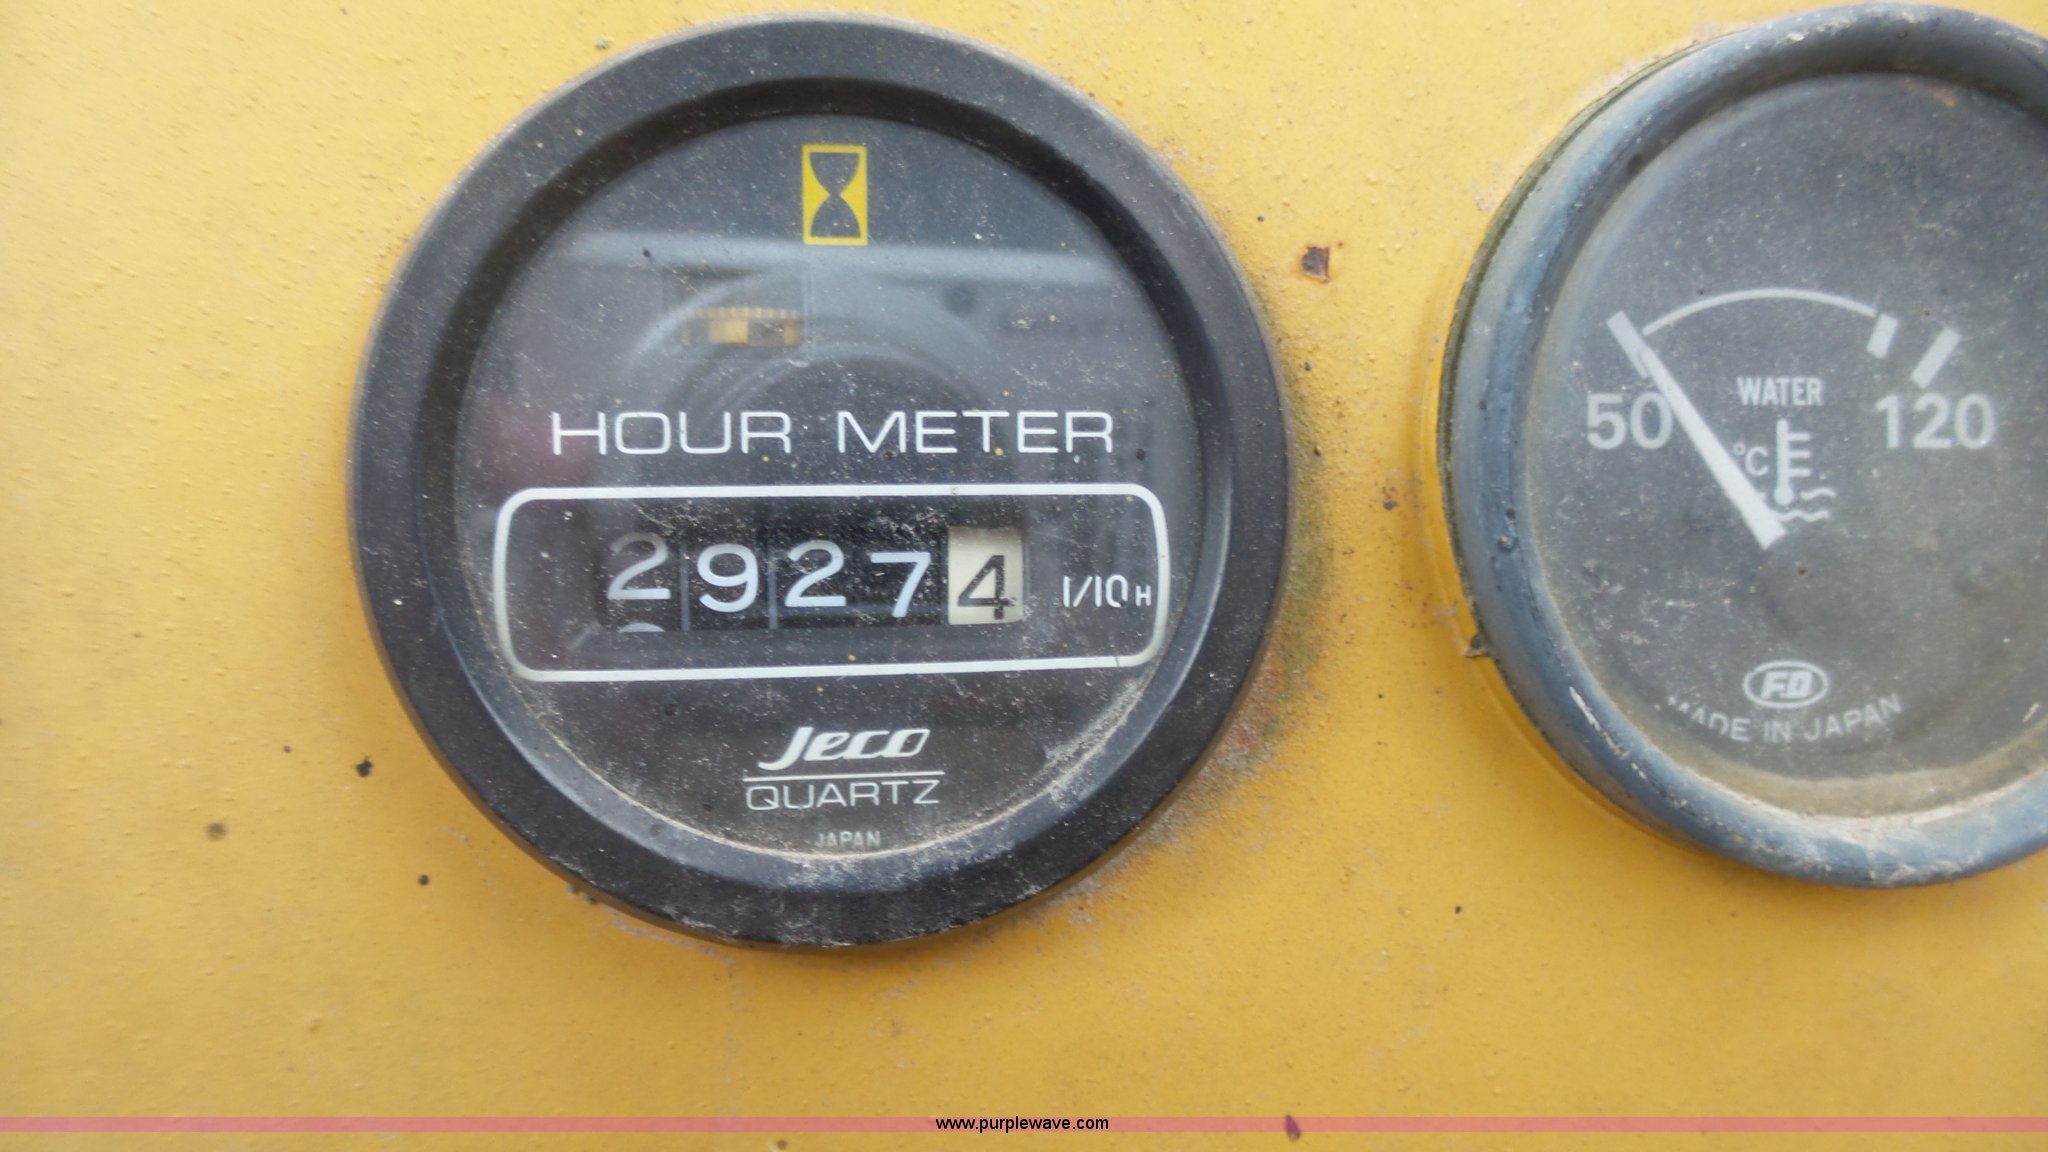 HOUR METER
29274 1/10H
Jeco
QUARTZ
JAPAN
WATER
50 120
°C
FD
MADE IN JAPAN
www.purplewave.com